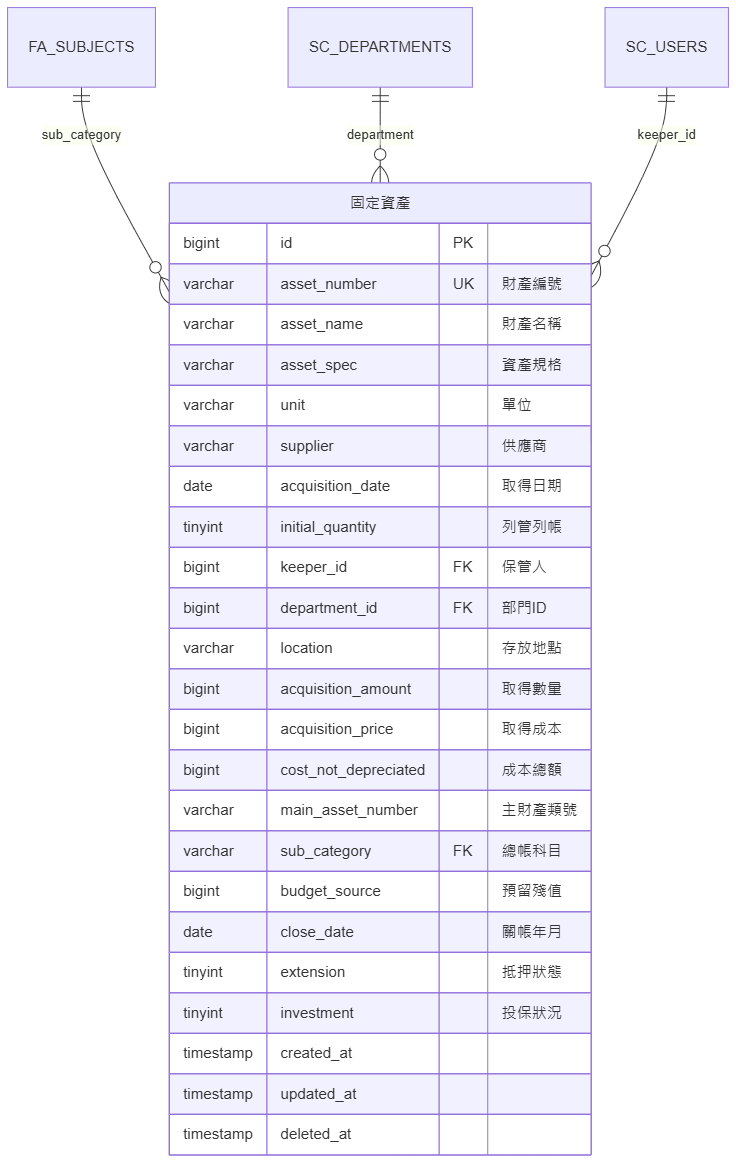 FA_SUBJECTS SC_DEPARTMENTS SC_USERS
sub_category department keeper_id
固定資產
bigint id PK
varchar asset_number UK 財產編號
varchar asset_name 財產名稱
varchar asset_spec 資產規格
varchar unit 單位
varchar supplier 供應商
date acquisition_date 取得日期
tinyint initial_quantity 列管列帳
bigint keeper_id FK 保管人
bigint department_id FK 部門ID
varchar location 存放地點
bigint acquisition_amount 取得數量
bigint acquisition_price 取得成本
bigint cost_not_depreciated 成本總額
varchar main_asset_number 主財產類號
varchar sub_category FK 總帳科目
bigint budget_source 預留殘值
date close_date 關帳年月
tinyint extension 抵押狀態
tinyint investment 投保狀況
timestamp created_at
timestamp updated_at
timestamp deleted_at